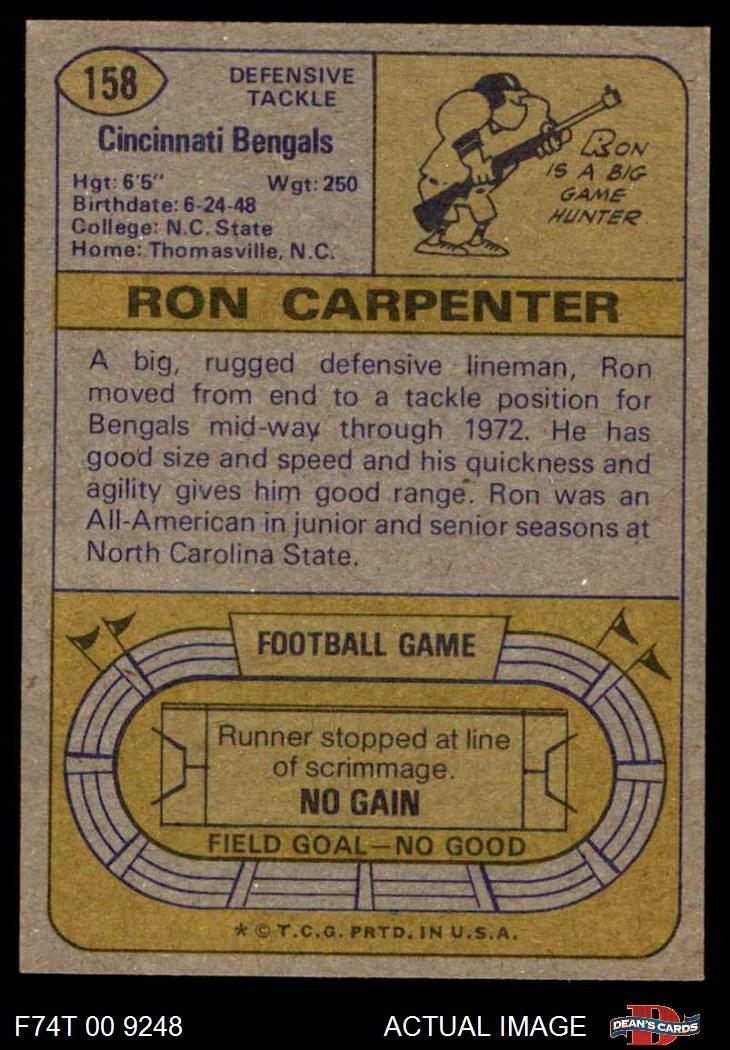 158
DEFENSIVE
TACKLE
Cincinnati Bengals
Hgt: 6'5" Wgt: 250
Birthdate: 6-24-48
College: N.C. State
Home: Thomasville, N.C.
RON
IS A BIG
GAME
HUNTER
RON CARPENTER
A big, rugged defensive lineman, Ron
moved from end to a tackle position for
Bengals mid-way through 1972. He has
good size and speed and his quickness and
agility gives him good range. Ron was an
All-American in junior and senior seasons at
North Carolina State.
FOOTBALL GAME
Runner stopped at line
of scrimmage.
NO GAIN
FIELD GOAL—NO GOOD
* © T.C.G. PRTD. IN U.S.A.
F74T 00 9248 ACTUAL IMAGE
D
DEAN'S CARDS